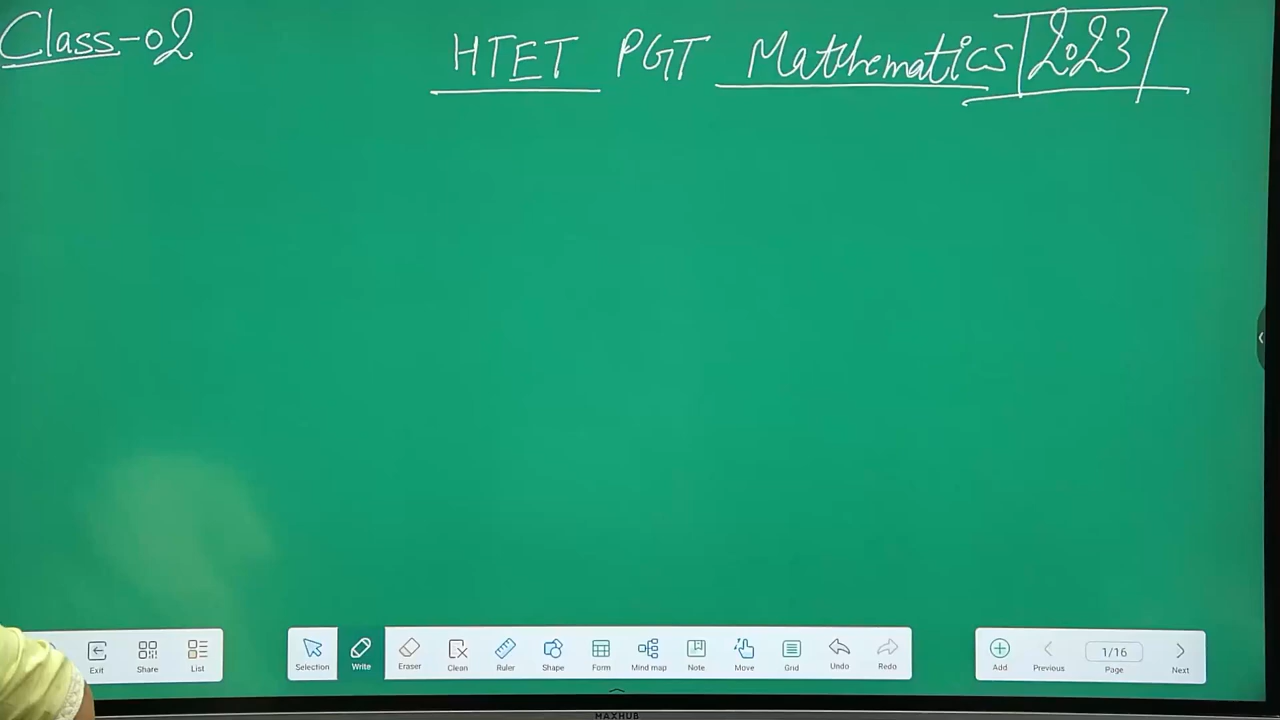 Class-02
HTET PGT Mathematics 2023
Exit Share List
Selection Write Eraser Clean Ruler Shape Form Mind map Note Move Grid Undo Redo
Add Previous 1/16 Page Next
MAXHUB